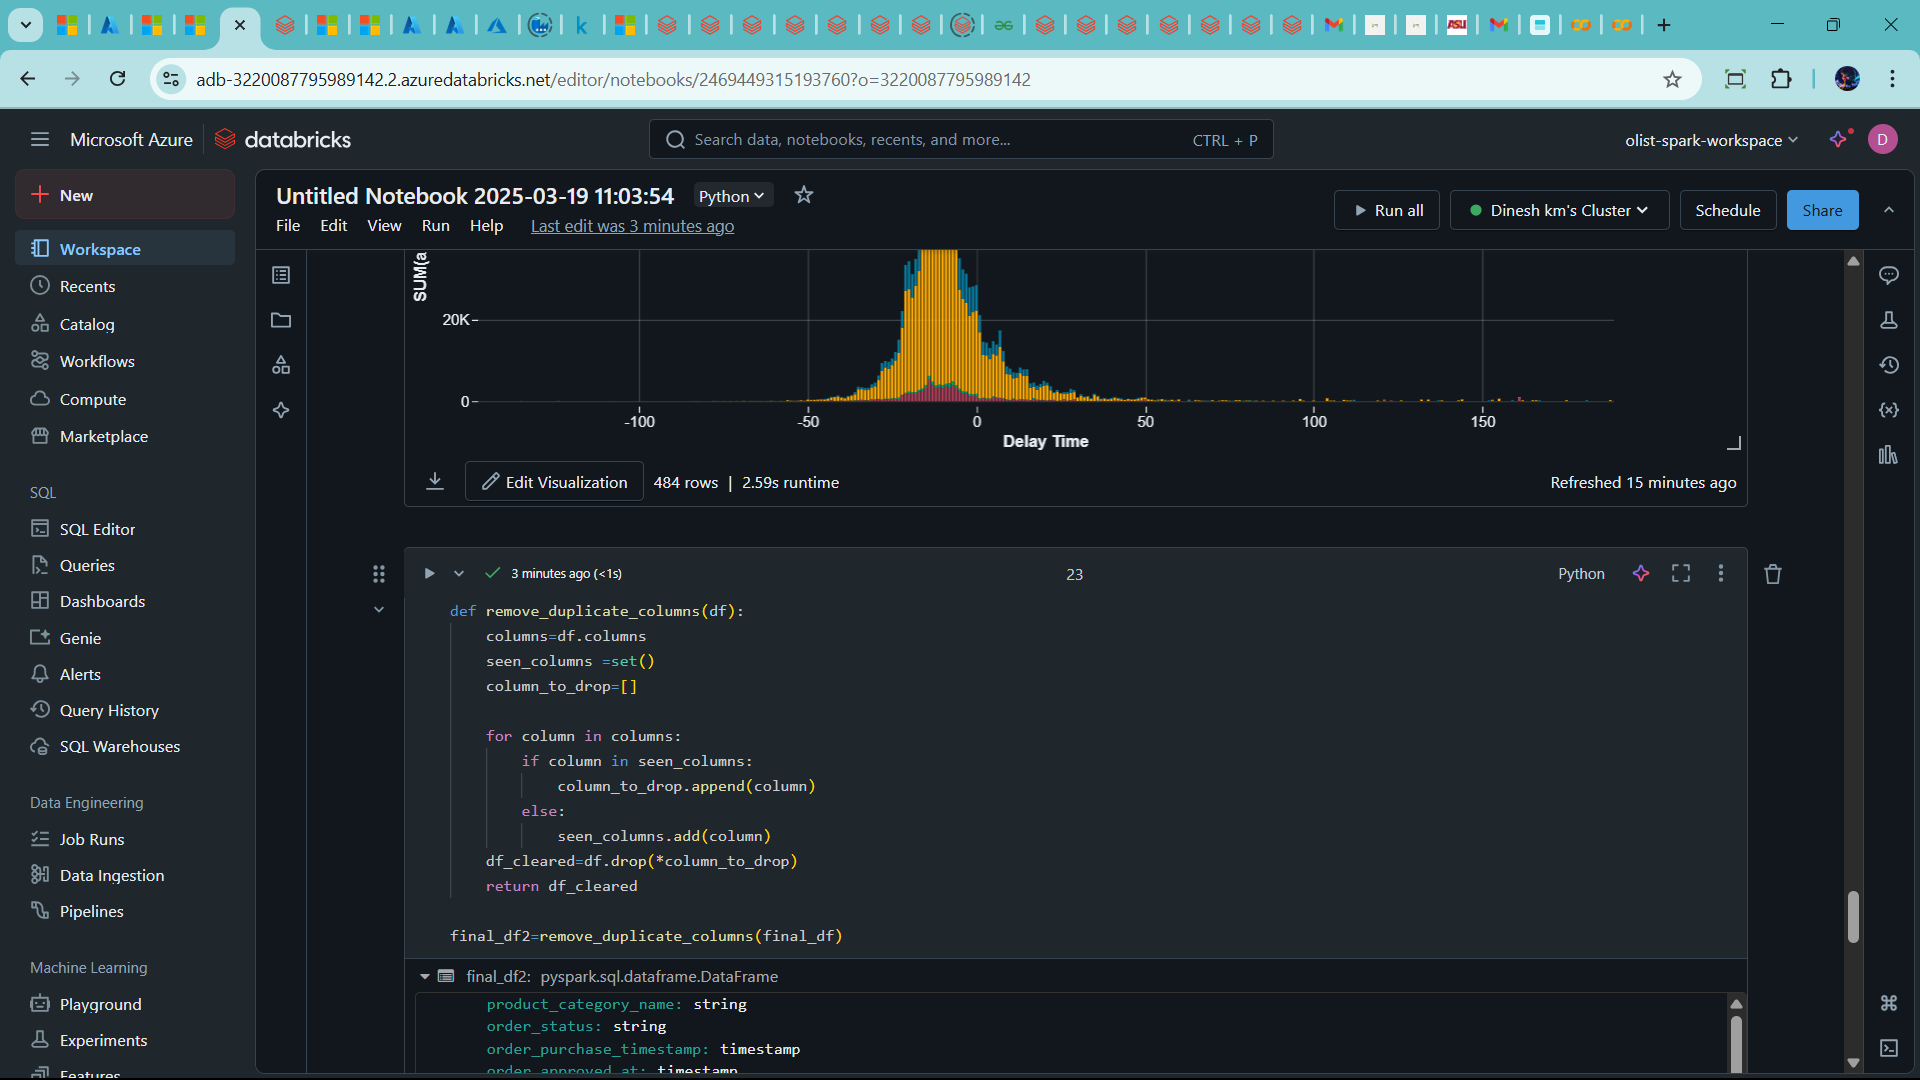 adb-3220087795989142.2.azuredatabricks.net/editor/notebooks/2469449315193760?o=3220087795989142
Microsoft Azure databricks
Search data, notebooks, recents, and more... CTRL + P
olist-spark-workspace
D
New
Workspace
Recents
Catalog
Workflows
Compute
Marketplace
SQL
SQL Editor
Queries
Dashboards
Genie
Alerts
Query History
SQL Warehouses
Data Engineering
Job Runs
Data Ingestion
Pipelines
Machine Learning
Playground
Experiments
Features
Untitled Notebook 2025-03-19 11:03:54 Python
File Edit View Run Help Last edit was 3 minutes ago
Run all Dinesh km's Cluster Schedule Share
SUM(a
20K
0
-100 -50 0 50 100 150
Delay Time
Edit Visualization 484 rows | 2.59s runtime Refreshed 15 minutes ago
3 minutes ago (<1s) 23 Python
def remove_duplicate_columns(df):
columns=df.columns
seen_columns =set()
column_to_drop=[]
for column in columns:
if column in seen_columns:
column_to_drop.append(column)
else:
seen_columns.add(column)
df_cleared=df.drop(*column_to_drop)
return df_cleared
final_df2=remove_duplicate_columns(final_df)
final_df2: pyspark.sql.dataframe.DataFrame
product_category_name: string
order_status: string
order_purchase_timestamp: timestamp
order_approved_at: timestamp